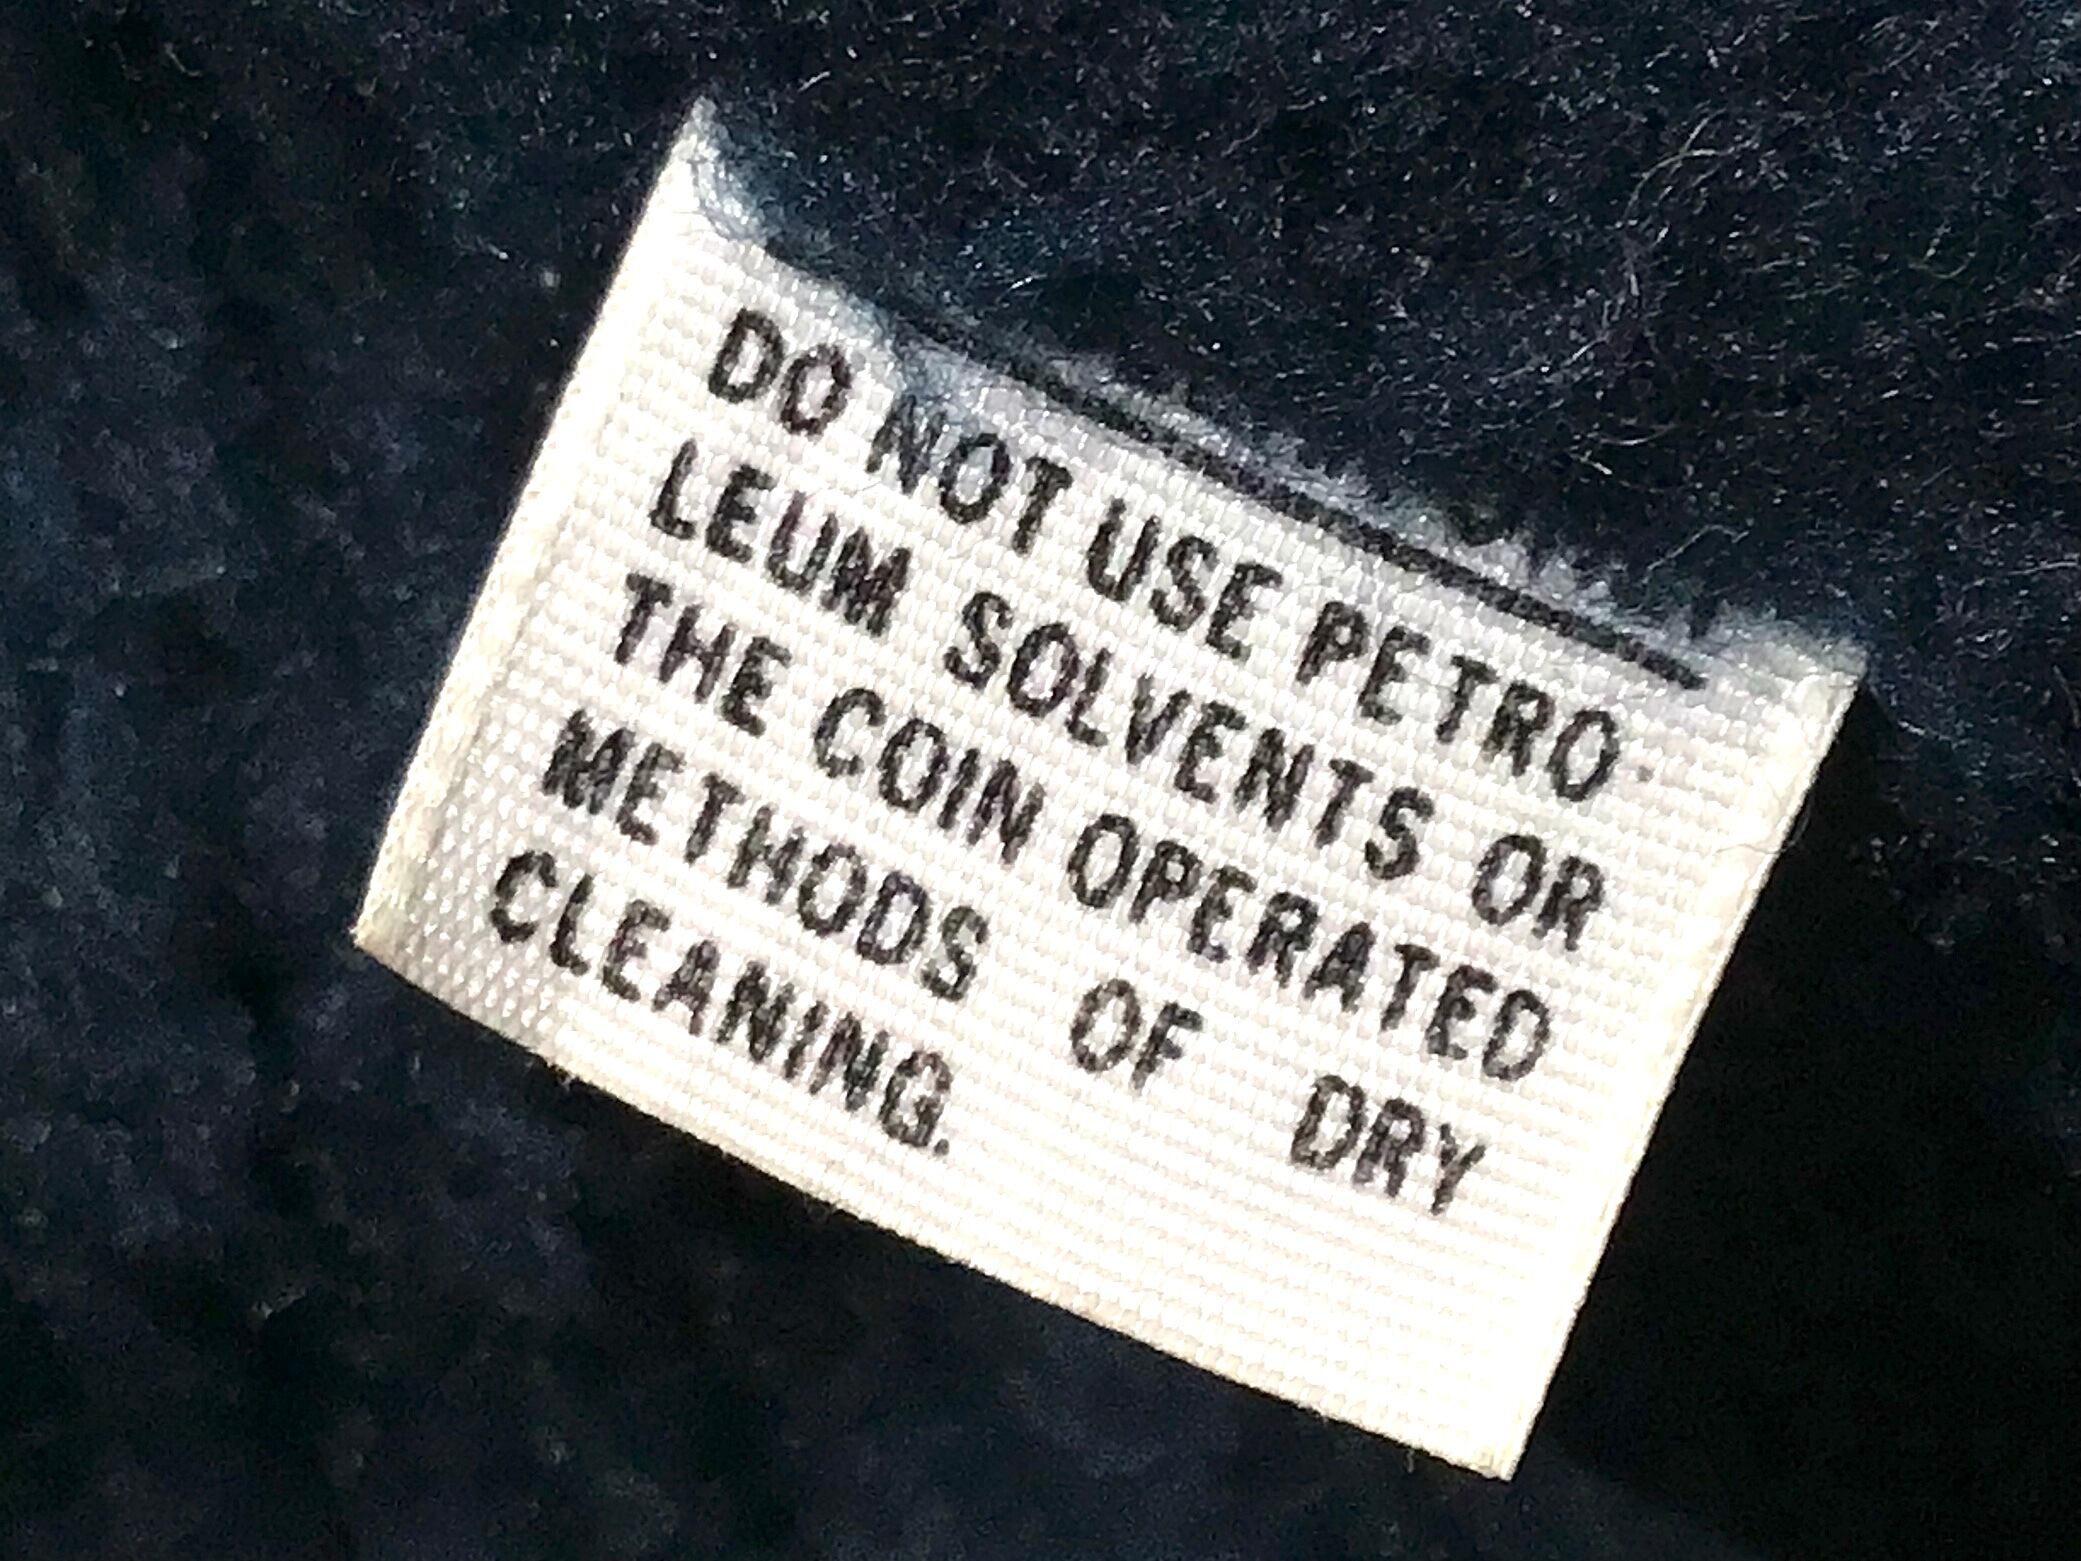 DO NOT USE PETRO-
LEUM SOLVENTS OR
THE COIN OPERATED
METHODS OF DRY
CLEANING.